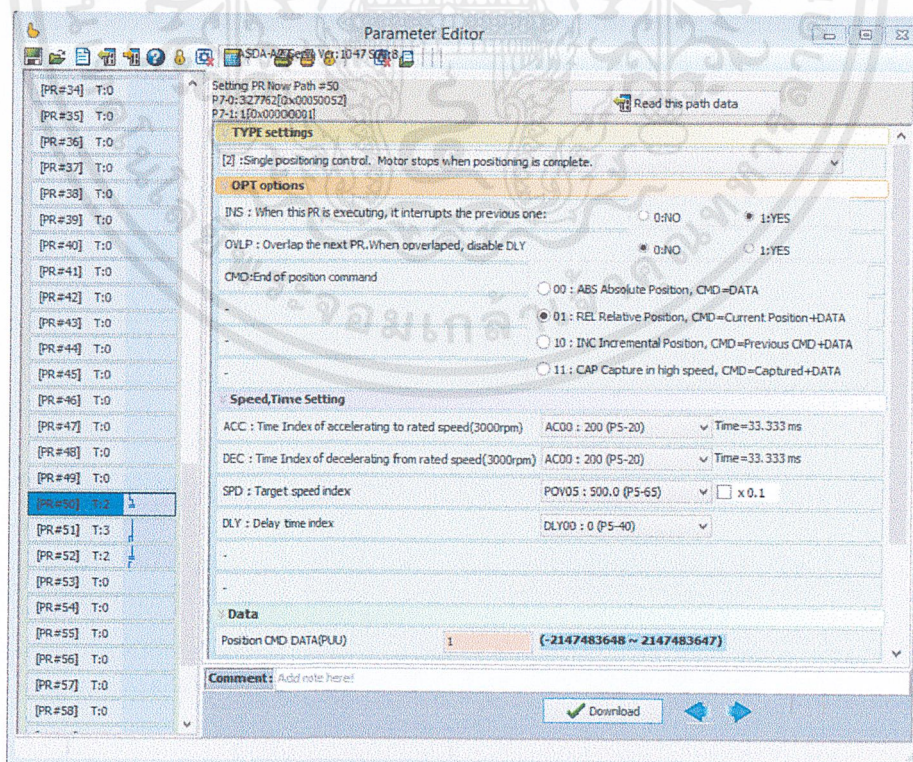 Parameter Editor
[PR#34] T:0
[PR#35] T:0
[PR#36] T:0
[PR#37] T:0
[PR#38] T:0
[PR#39] T:0
[PR#40] T:0
[PR#41] T:0
[PR#42] T:0
[PR#43] T:0
[PR#44] T:0
[PR#45] T:0
[PR#46] T:0
[PR#47] T:0
[PR#48] T:0
[PR#49] T:0
[PR#50] T:2
[PR#51] T:3
[PR#52] T:2
[PR#53] T:0
[PR#54] T:0
[PR#55] T:0
[PR#56] T:0
[PR#57] T:0
[PR#58] T:0
Setting PR Now Path #50
P7-0: 327762[0x00050052]
P7-1: 1[0x00000001]
Read this path data
TYPE settings
[2] :Single positioning control. Motor stops when positioning is complete.
OPT options
INS : When this PR is executing, it interrupts the previous one: 0:NO 1:YES
OVLP : Overlap the next PR.When opverlaped, disable DLY 0:NO 1:YES
CMD:End of position command
00 : ABS Absolute Position, CMD=DATA
-
01 : REL Relative Position, CMD=Current Position+DATA
-
10 : INC Incremental Position, CMD=Previous CMD+DATA
-
11 : CAP Capture in high speed, CMD=Captured+DATA
Speed,Time Setting
ACC : Time Index of accelerating to rated speed(3000rpm) AC00 : 200 (P5-20) Time=33.333 ms
DEC : Time Index of decelerating from rated speed(3000rpm) AC00 : 200 (P5-20) Time=33.333 ms
SPD : Target speed index POV05 : 500.0 (P5-65) x 0.1
DLY : Delay time index DLY00 : 0 (P5-40)
-
-
Data
Position CMD DATA(PUU) 1 (-2147483648 ~ 2147483647)
Comment: Add note here!
Download